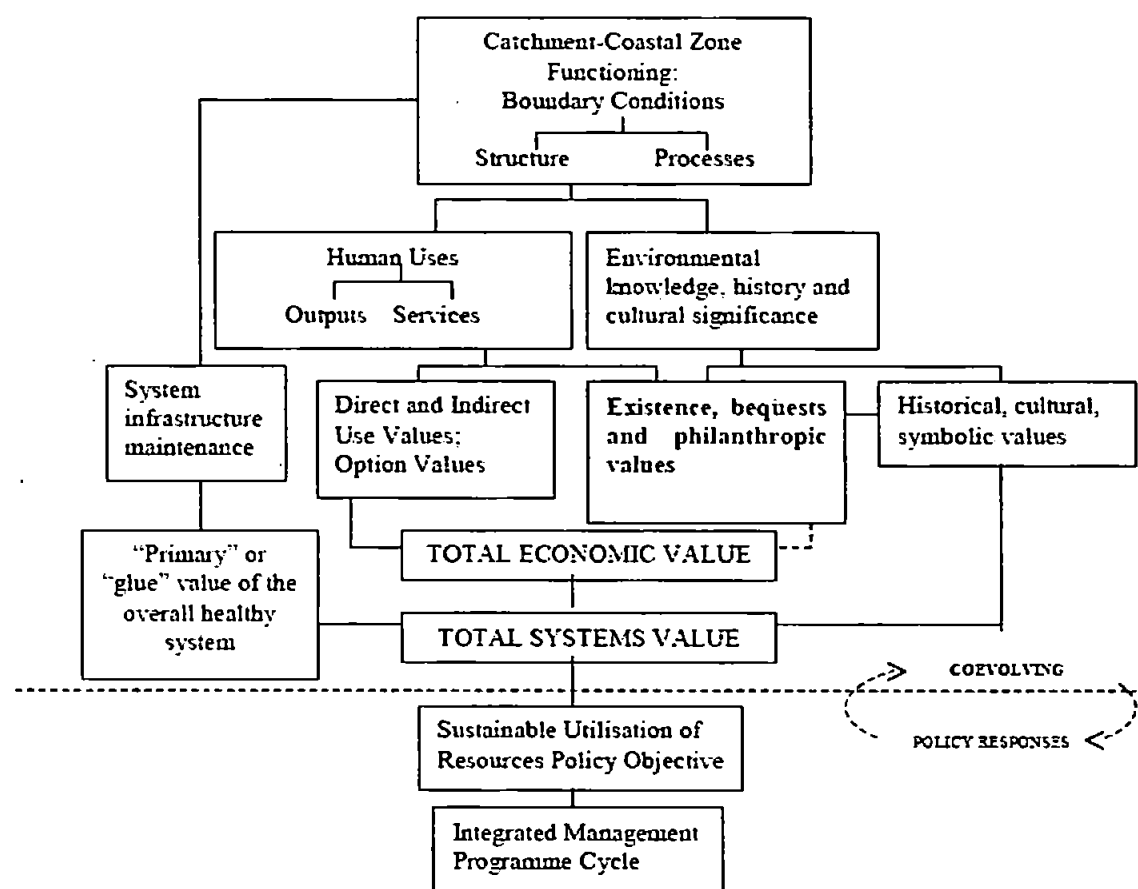 Catchment-Coastal Zone
Functioning:
Boundary Conditions
Structure Processes
Human Uses
Outputs Services
Environmental
knowledge, history and
cultural significance
System
infrastructure
maintenance
Direct and Indirect
Use Values;
Option Values
Existence, bequests
and philanthropic
values
Historical, cultural,
symbolic values
"Primary" or
"glue" value of the
overall healthy
system
TOTAL ECONOMIC VALUE
TOTAL SYSTEMS VALUE
COEVOLVING
POLICY RESPONSES
Sustainable Utilisation of
Resources Policy Objective
Integrated Management
Programme Cycle